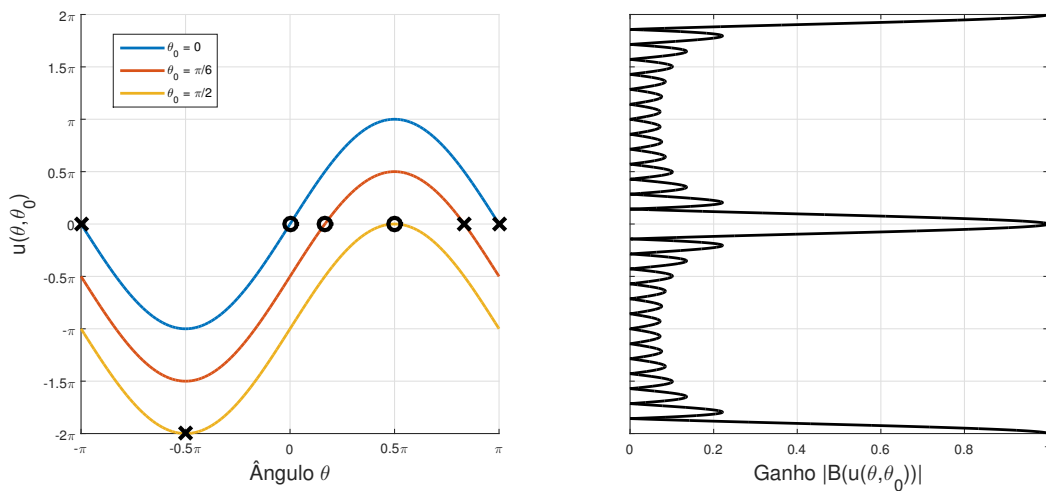 2π
1.5π
π
0.5π
0
-0.5π
-π
-1.5π
-2π
u(θ,θ₀)
θ₀ = 0
θ₀ = π/6
θ₀ = π/2
-π -0.5π 0 0.5π π
Ângulo θ
0 0.2 0.4 0.6 0.8 1
Ganho |B(u(θ,θ₀))|